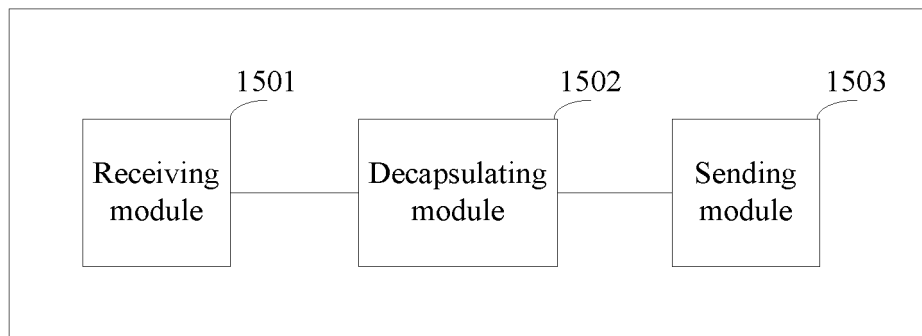 1501
1502
1503
Receiving
module
Decapsulating
module
Sending
module